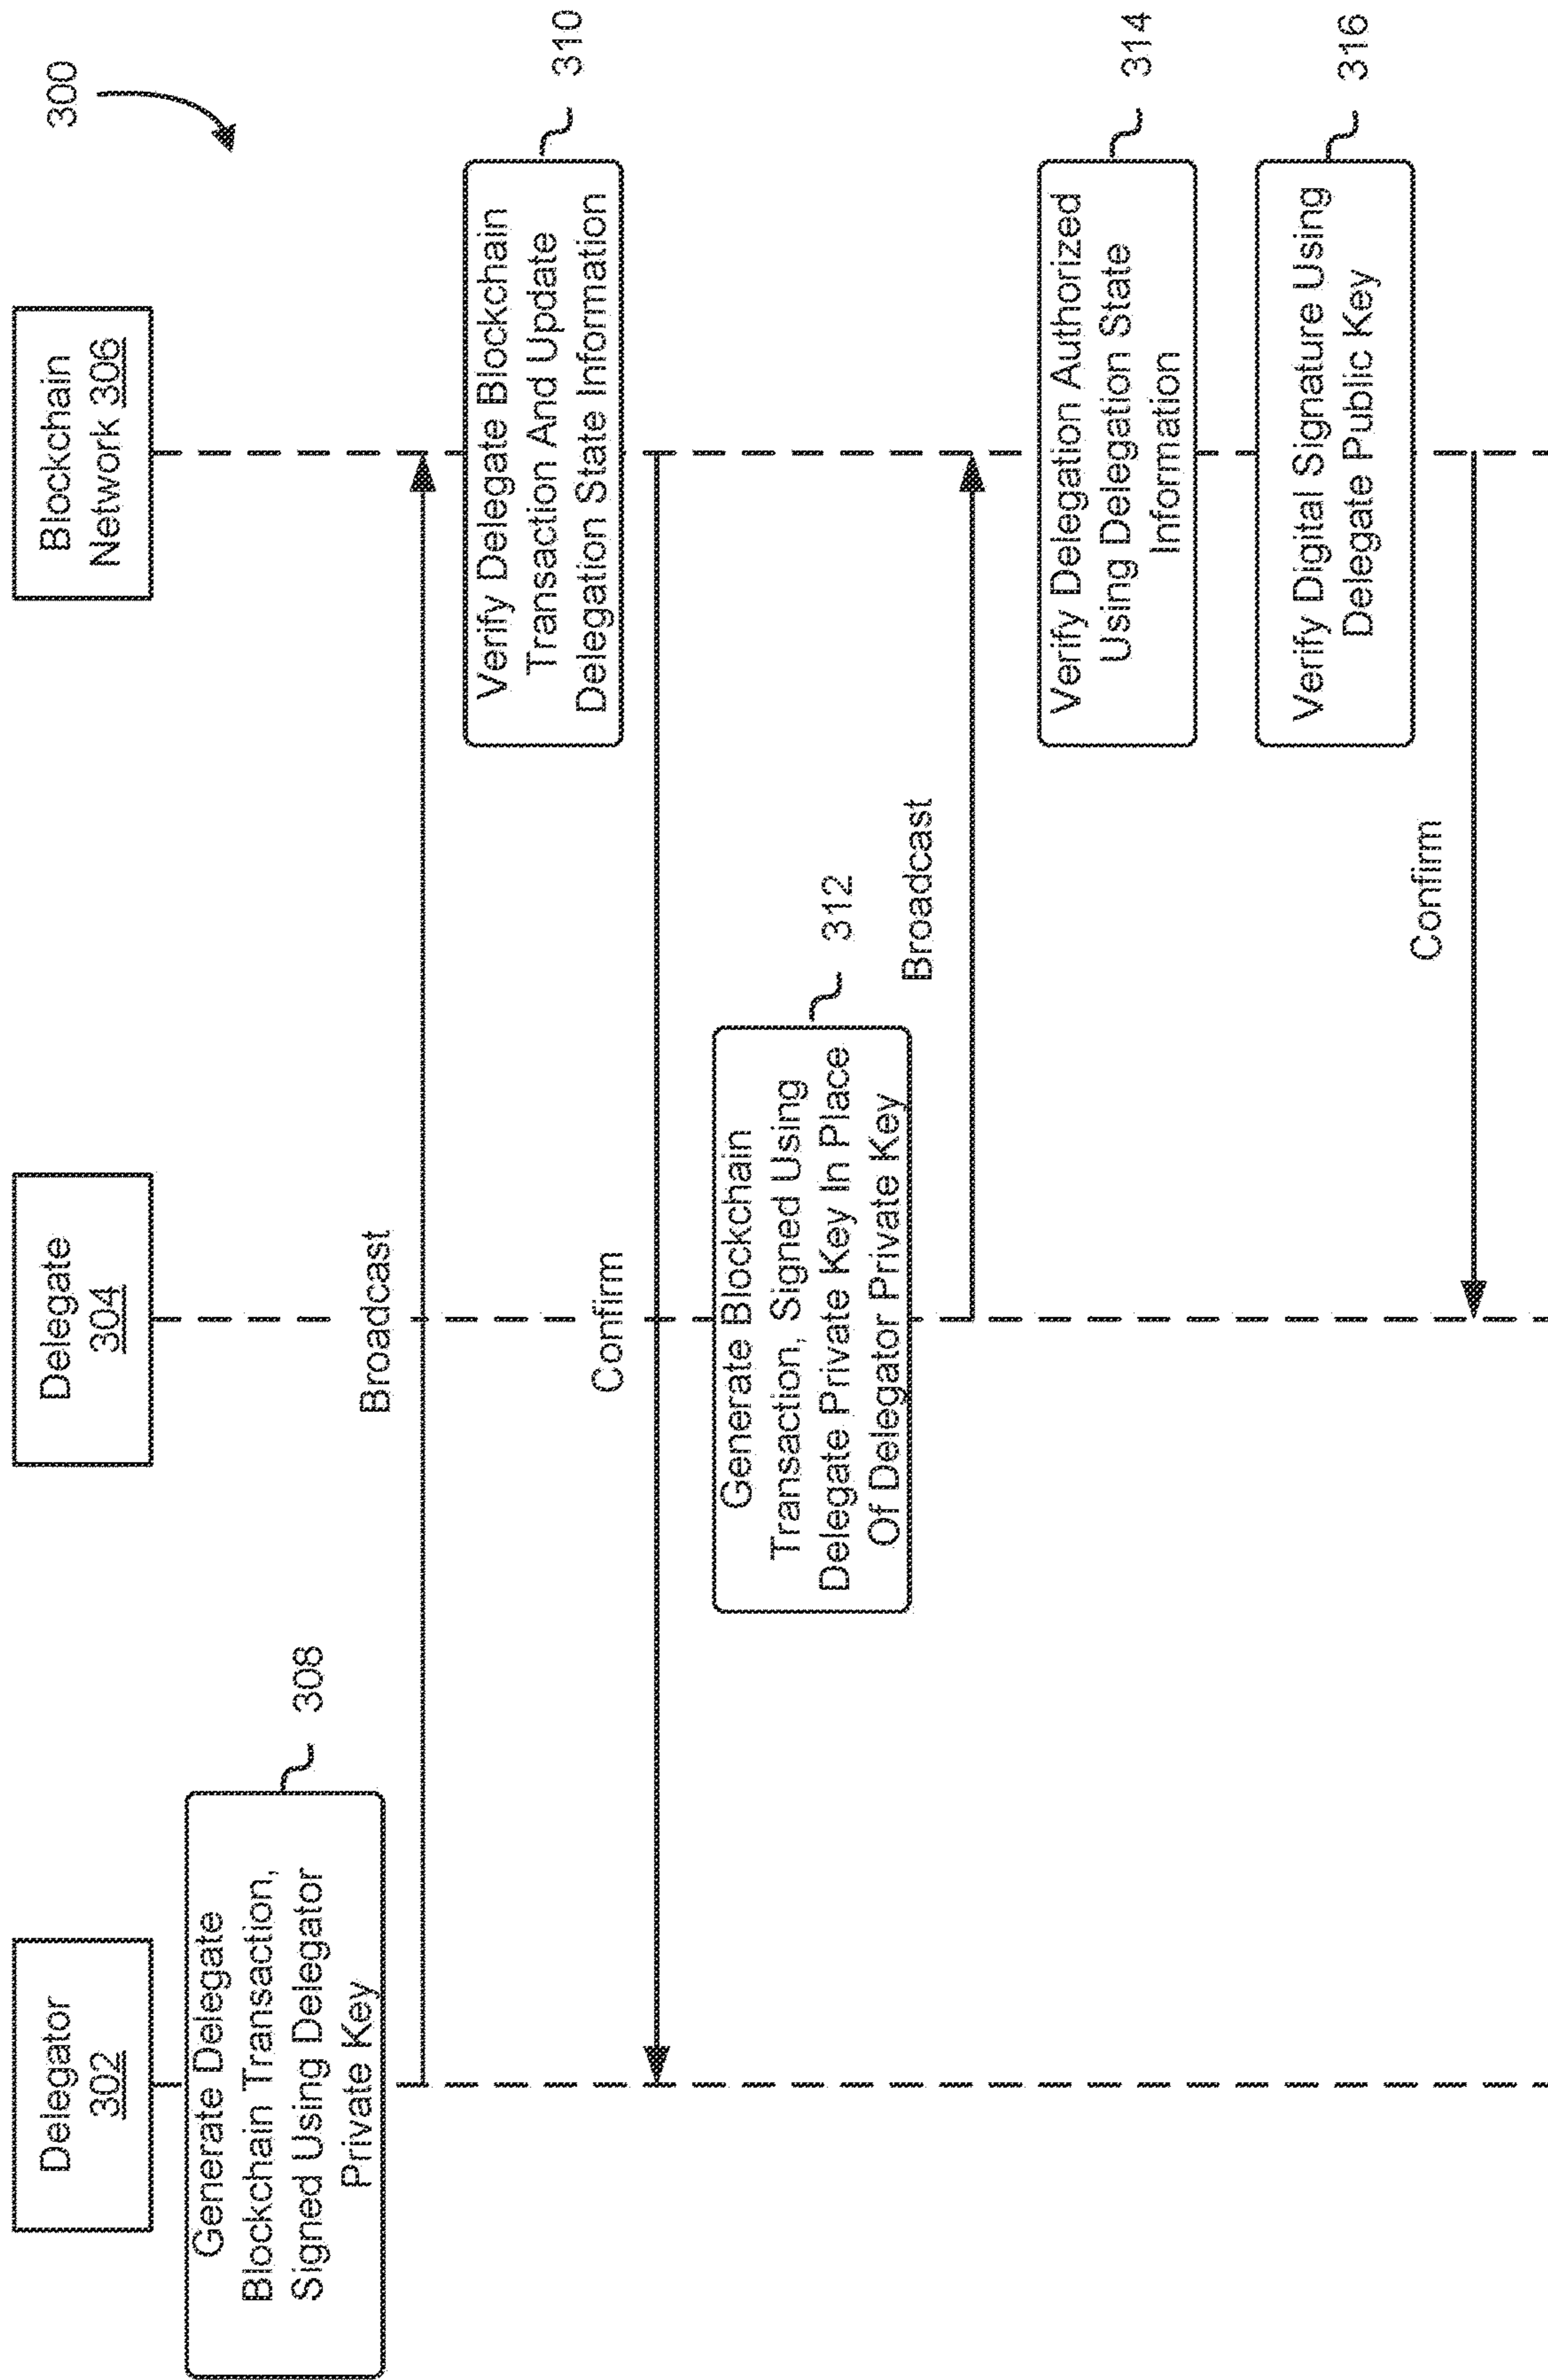 300
Delegator
302
Delegate
304
Blockchain
Network 306
Generate Delegate
Blockchain Transaction,
Signed Using Delegator
Private Key
308
Broadcast
Verify Delegate Blockchain
Transaction And Update
Delegation State Information
310
Confirm
Generate Blockchain
Transaction, Signed Using
Delegate Private Key In Place
Of Delegator Private Key
312
Broadcast
Verify Delegation Authorized
Using Delegation State
Information
314
Verify Digital Signature Using
Delegate Public Key
316
Confirm